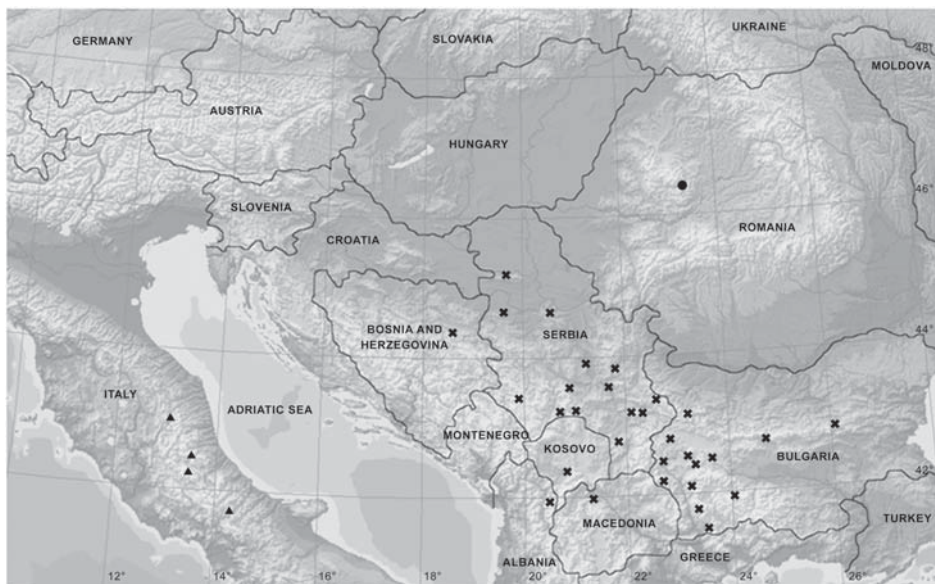 GERMANY
SLOVAKIA
UKRAINE
48°
MOLDOVA
AUSTRIA
HUNGARY
46°
SLOVENIA
ROMANIA
CROATIA
BOSNIA AND
HERZEGOVINA
SERBIA
44°
ITALY
ADRIATIC SEA
MONTENEGRO
KOSOVO
BULGARIA
42°
MACEDONIA
TURKEY
ALBANIA
GREECE
12°
14°
18°
20°
22°
24°
26°